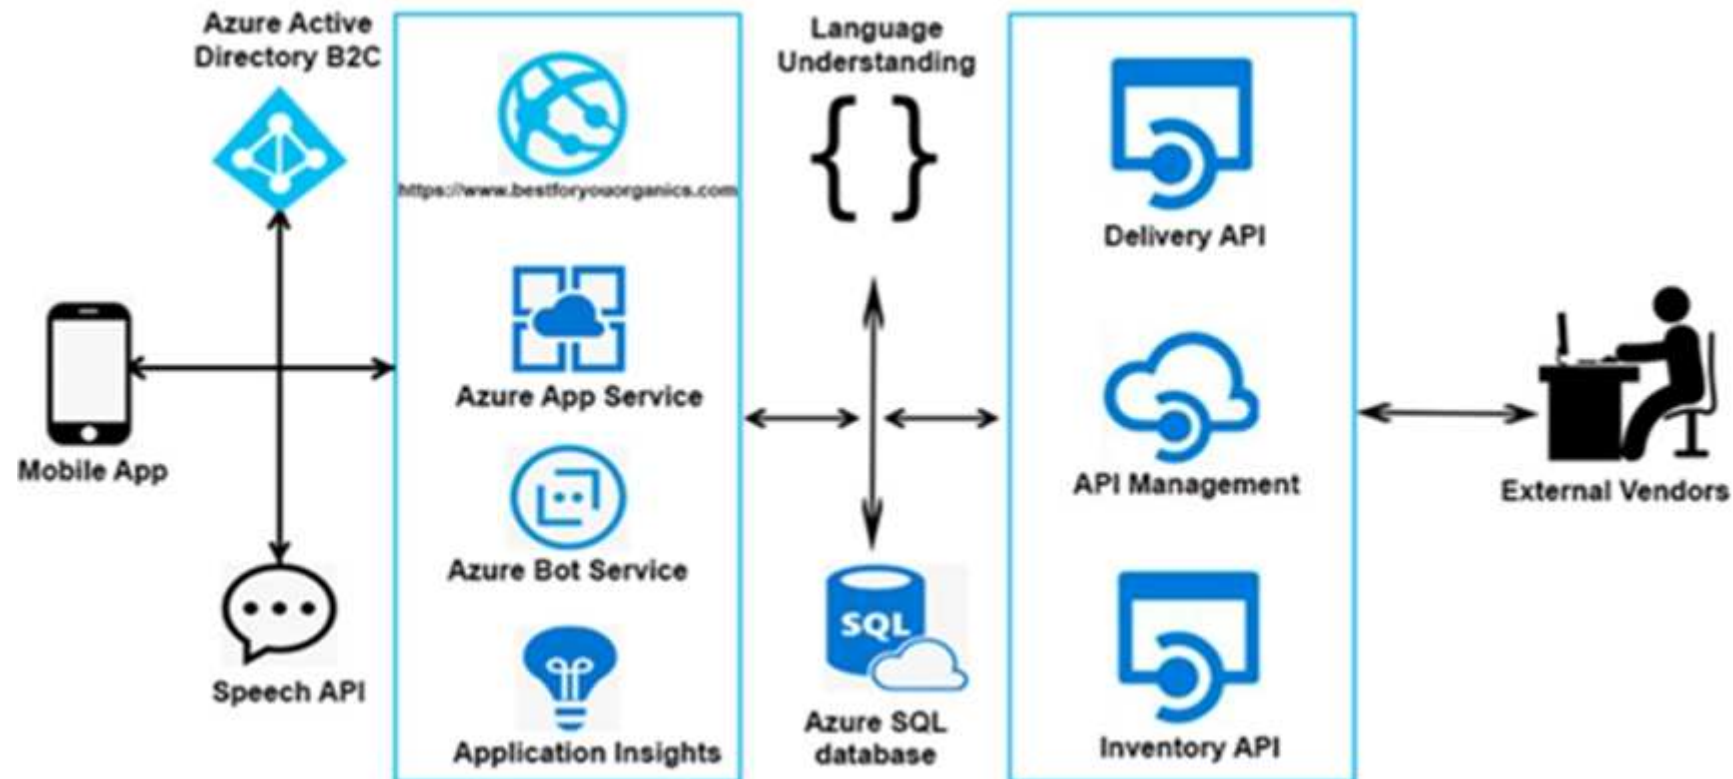 Azure Active
Directory B2C
Mobile App
Speech API
https://www.bestforyouorganics.com
Azure App Service
Azure Bot Service
Application Insights
Language
Understanding
{ }
SQL
Azure SQL
database
Delivery API
API Management
Inventory API
External Vendors